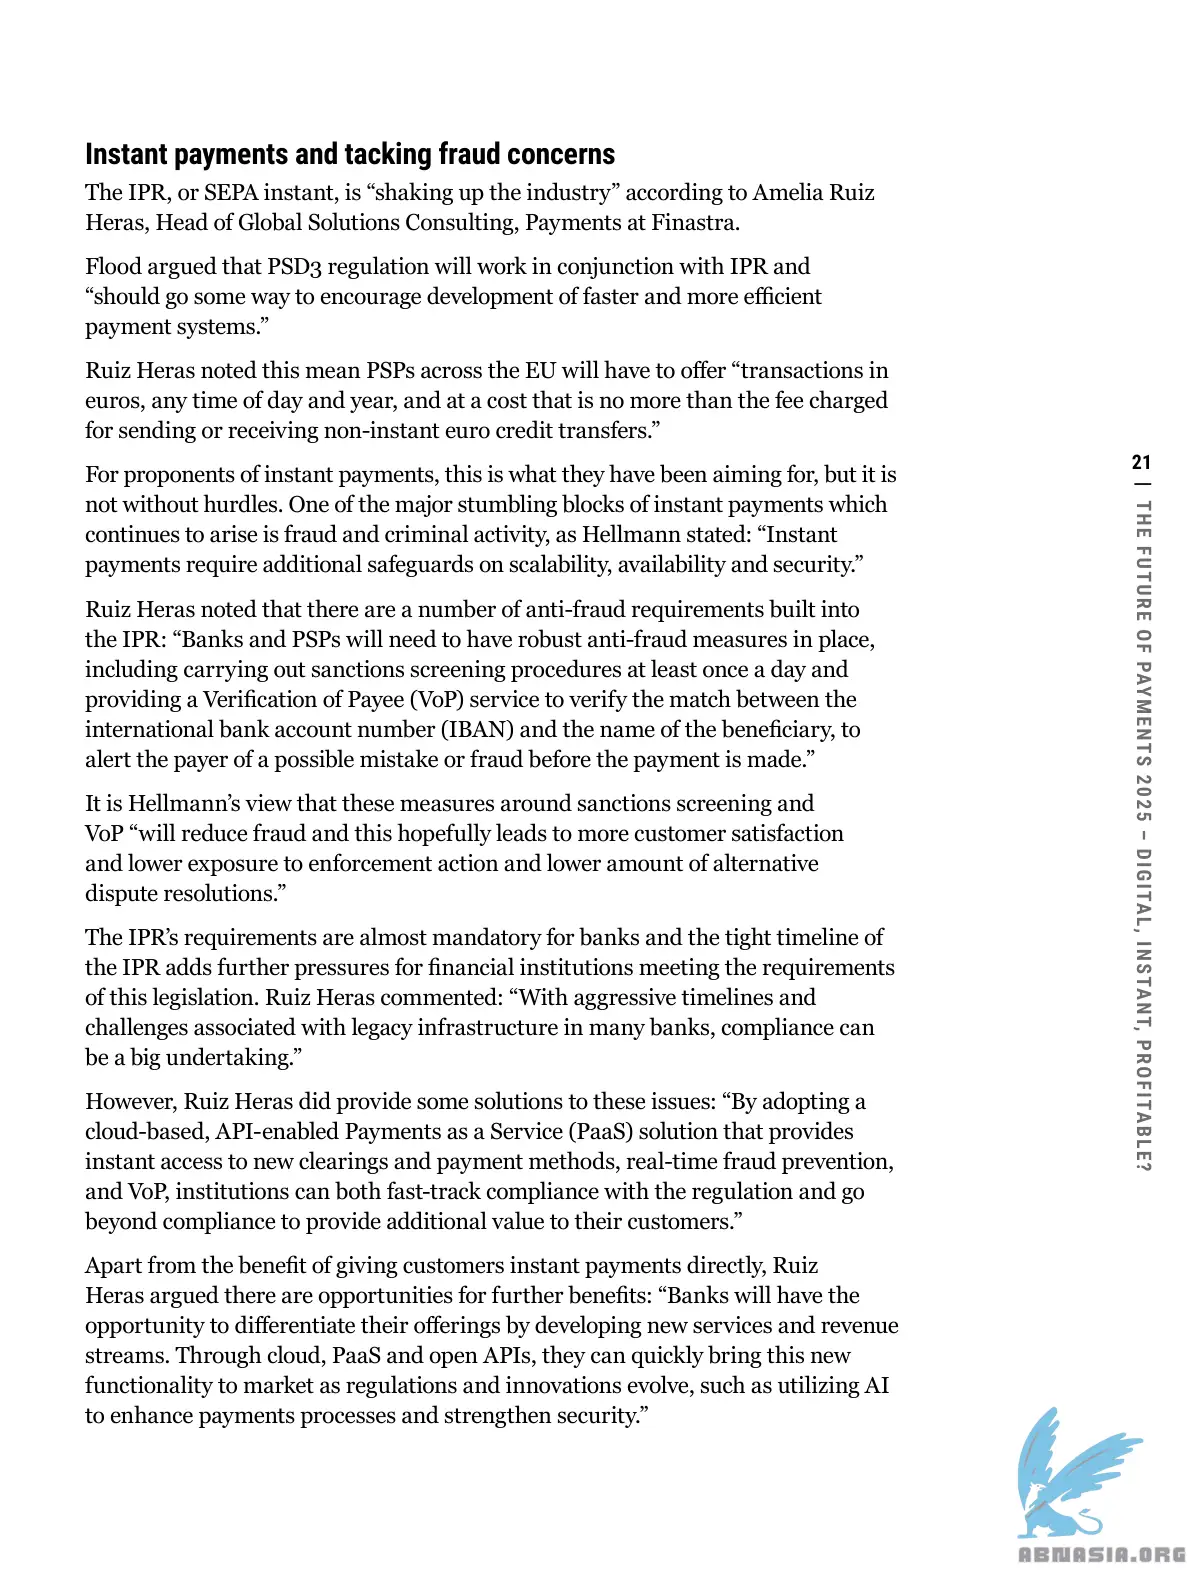 Instant payments and tacking fraud concerns
The IPR, or SEPA instant, is “shaking up the industry” according to Amelia Ruiz
Heras, Head of Global Solutions Consulting, Payments at Finastra.
Flood argued that PSD3 regulation will work in conjunction with IPR and
“should go some way to encourage development of faster and more efficient
payment systems.”
Ruiz Heras noted this mean PSPs across the EU will have to offer “transactions in
euros, any time of day and year, and at a cost that is no more than the fee charged
for sending or receiving non-instant euro credit transfers.”
For proponents of instant payments, this is what they have been aiming for, but it is
not without hurdles. One of the major stumbling blocks of instant payments which
continues to arise is fraud and criminal activity, as Hellmann stated: “Instant
payments require additional safeguards on scalability, availability and security.”
Ruiz Heras noted that there are a number of anti-fraud requirements built into
the IPR: “Banks and PSPs will need to have robust anti-fraud measures in place,
including carrying out sanctions screening procedures at least once a day and
providing a Verification of Payee (VoP) service to verify the match between the
international bank account number (IBAN) and the name of the beneficiary, to
alert the payer of a possible mistake or fraud before the payment is made.”
It is Hellmann’s view that these measures around sanctions screening and
VoP “will reduce fraud and this hopefully leads to more customer satisfaction
and lower exposure to enforcement action and lower amount of alternative
dispute resolutions.”
The IPR’s requirements are almost mandatory for banks and the tight timeline of
the IPR adds further pressures for financial institutions meeting the requirements
of this legislation. Ruiz Heras commented: “With aggressive timelines and
challenges associated with legacy infrastructure in many banks, compliance can
be a big undertaking.”
However, Ruiz Heras did provide some solutions to these issues: “By adopting a
cloud-based, API-enabled Payments as a Service (PaaS) solution that provides
instant access to new clearings and payment methods, real-time fraud prevention,
and VoP, institutions can both fast-track compliance with the regulation and go
beyond compliance to provide additional value to their customers.”
Apart from the benefit of giving customers instant payments directly, Ruiz
Heras argued there are opportunities for further benefits: “Banks will have the
opportunity to differentiate their offerings by developing new services and revenue
streams. Through cloud, PaaS and open APIs, they can quickly bring this new
functionality to market as regulations and innovations evolve, such as utilizing AI
to enhance payments processes and strengthen security.”
21
| THE FUTURE OF PAYMENTS 2025 – DIGITAL, INSTANT, PROFITABLE?
ABNASIA.ORG